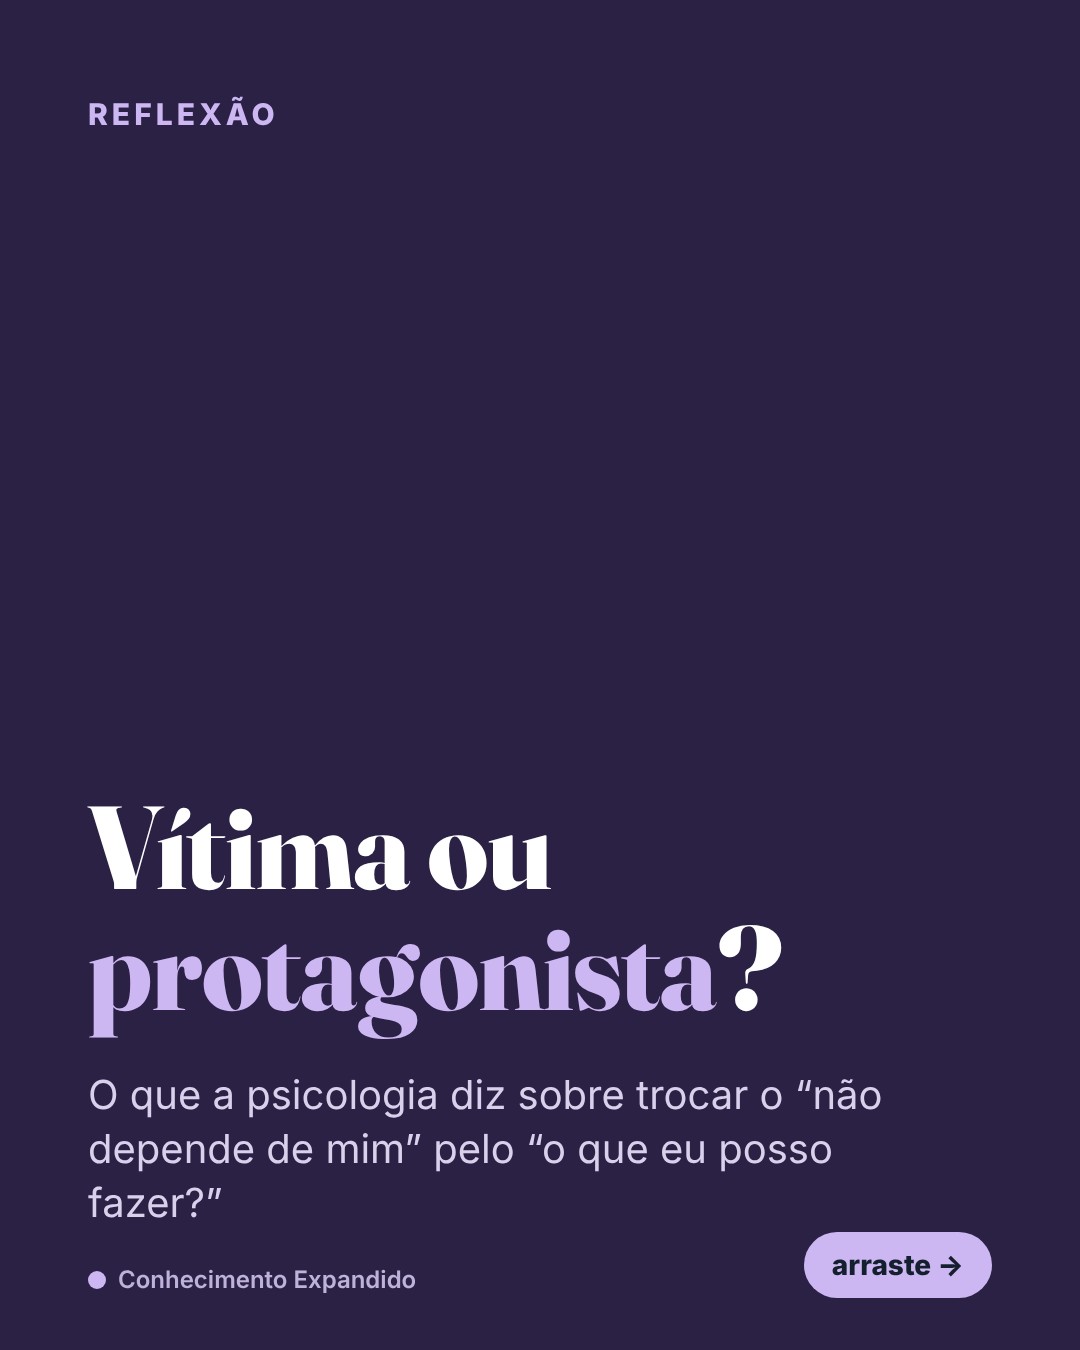 REFLEXÃO
Vítima ou
protagonista?
O que a psicologia diz sobre trocar o “não
depende de mim” pelo “o que eu posso
fazer?”
Conhecimento Expandido
arraste →